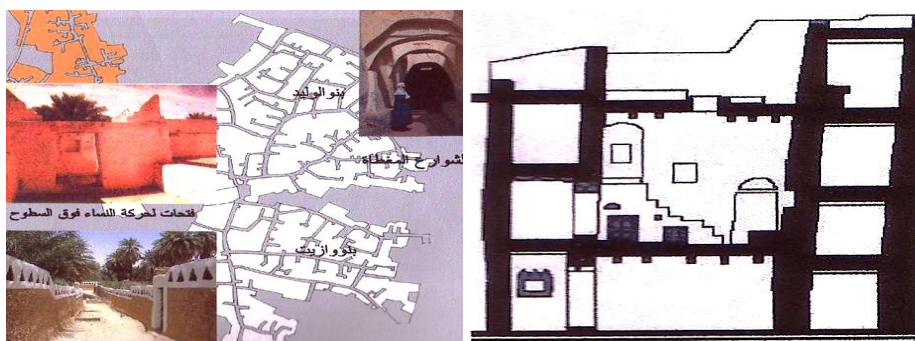 بنو الوليد
الشوارع المغطاة
فتحات لحركة النساء فوق السطوح
بنو وازيت